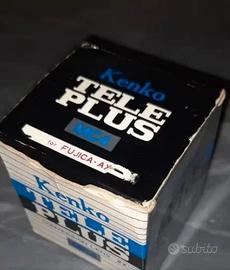 Kenko
TELE
PLUS
MC4
for FUJICA-AX
Kenko
TELE
PLUS
subito